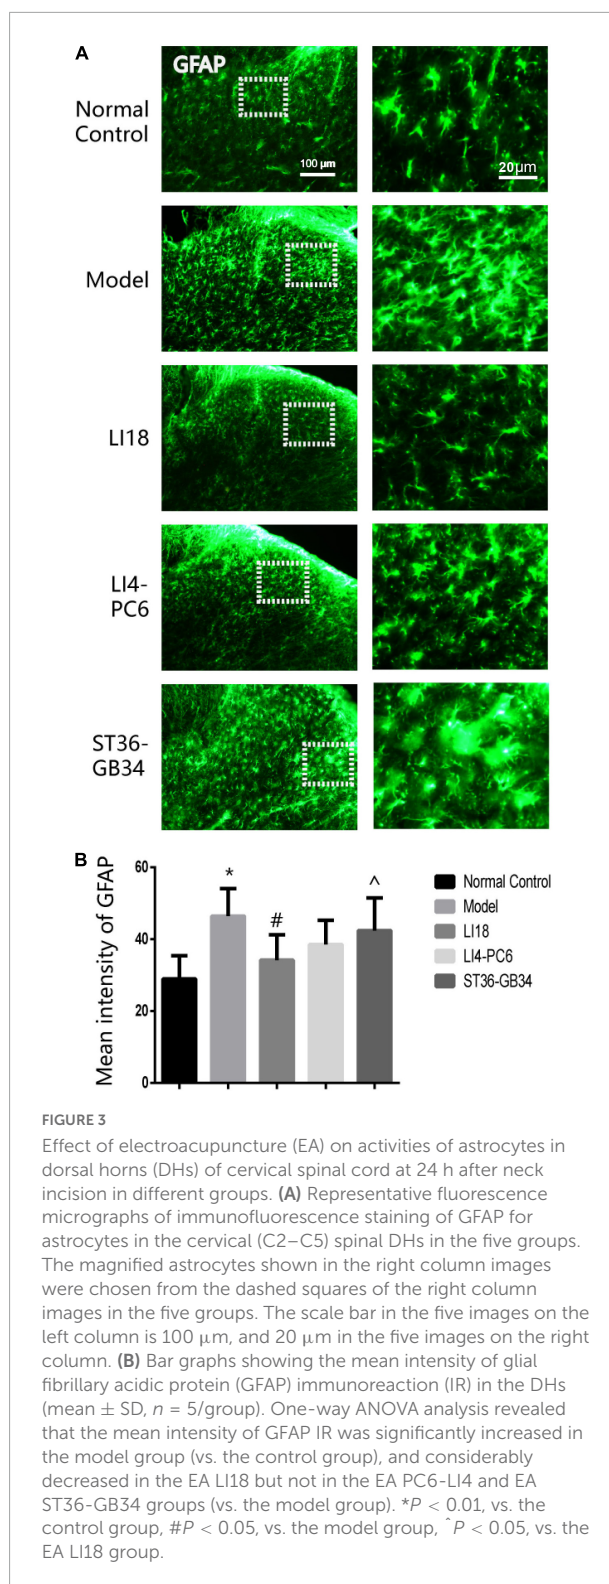 A
GFAP
Normal
Control
100 μm
20μm
Model
LI18
LI4-
PC6
ST36-
GB34
B
Mean intensity of GFAP
60
40
20
0
*
#
^
Normal Control
Model
LI18
LI4-PC6
ST36-GB34
FIGURE 3
Effect of electroacupuncture (EA) on activities of astrocytes in
dorsal horns (DHs) of cervical spinal cord at 24 h after neck
incision in different groups. (A) Representative fluorescence
micrographs of immunofluorescence staining of GFAP for
astrocytes in the cervical (C2–C5) spinal DHs in the five groups.
The magnified astrocytes shown in the right column images
were chosen from the dashed squares of the right column
images in the five groups. The scale bar in the five images on the
left column is 100 μm, and 20 μm in the five images on the right
column. (B) Bar graphs showing the mean intensity of glial
fibrillary acidic protein (GFAP) immunoreaction (IR) in the DHs
(mean ± SD, n = 5/group). One-way ANOVA analysis revealed
that the mean intensity of GFAP IR was significantly increased in
the model group (vs. the control group), and considerably
decreased in the EA LI18 but not in the EA PC6-LI4 and EA
ST36-GB34 groups (vs. the model group). *P < 0.01, vs. the
control group, #P < 0.05, vs. the model group, ^P < 0.05, vs. the
EA LI18 group.